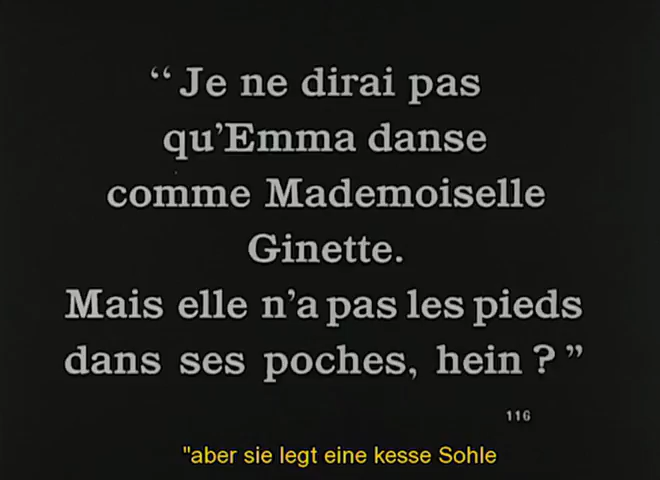 “Je ne dirai pas
qu’Emma danse
comme Mademoiselle
Ginette.
Mais elle n’a pas les pieds
dans ses poches, hein ? ”
116
"aber sie legt eine kesse Sohle